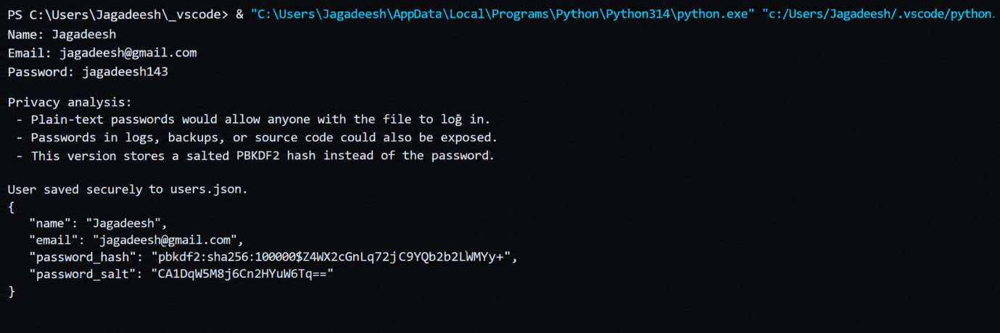 PS C:\Users\Jagadeesh\_vscode> & "C:\Users\Jagadeesh\AppData\Local\Programs\Python\Python314\python.exe" "c:/Users/Jagadeesh/.vscode/python.
Name: Jagadeesh
Email: jagadeesh@gmail.com
Password: jagadeesh143
Privacy analysis:
- Plain-text passwords would allow anyone with the file to log in.
- Passwords in logs, backups, or source code could also be exposed.
- This version stores a salted PBKDF2 hash instead of the password.
User saved securely to users.json.
{
"name": "Jagadeesh",
"email": "jagadeesh@gmail.com",
"password_hash": "pbkdf2:sha256:100000$Z4WX2cGnLq72jC9YQb2b2LWMYy+",
"password_salt": "CA1DqW5M8j6Cn2HYuW6Tq=="
}